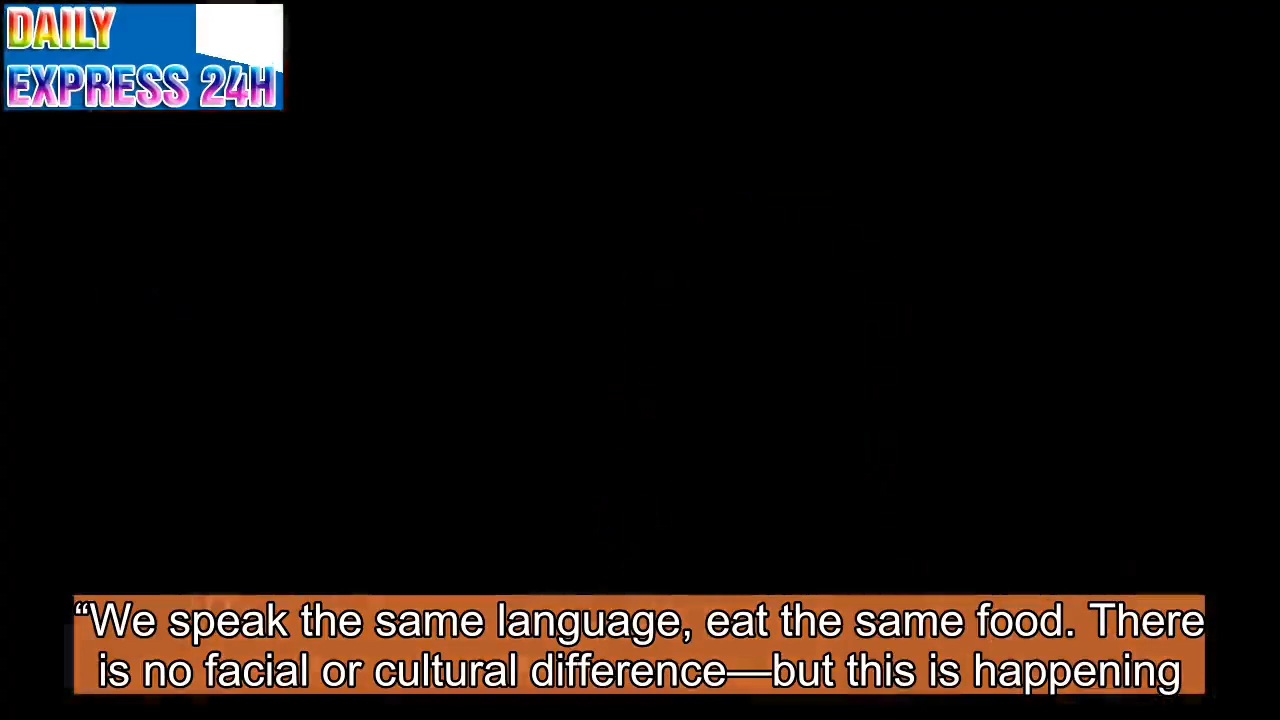 DAILY
EXPRESS 24H
“We speak the same language, eat the same food. There
is no facial or cultural difference—but this is happening